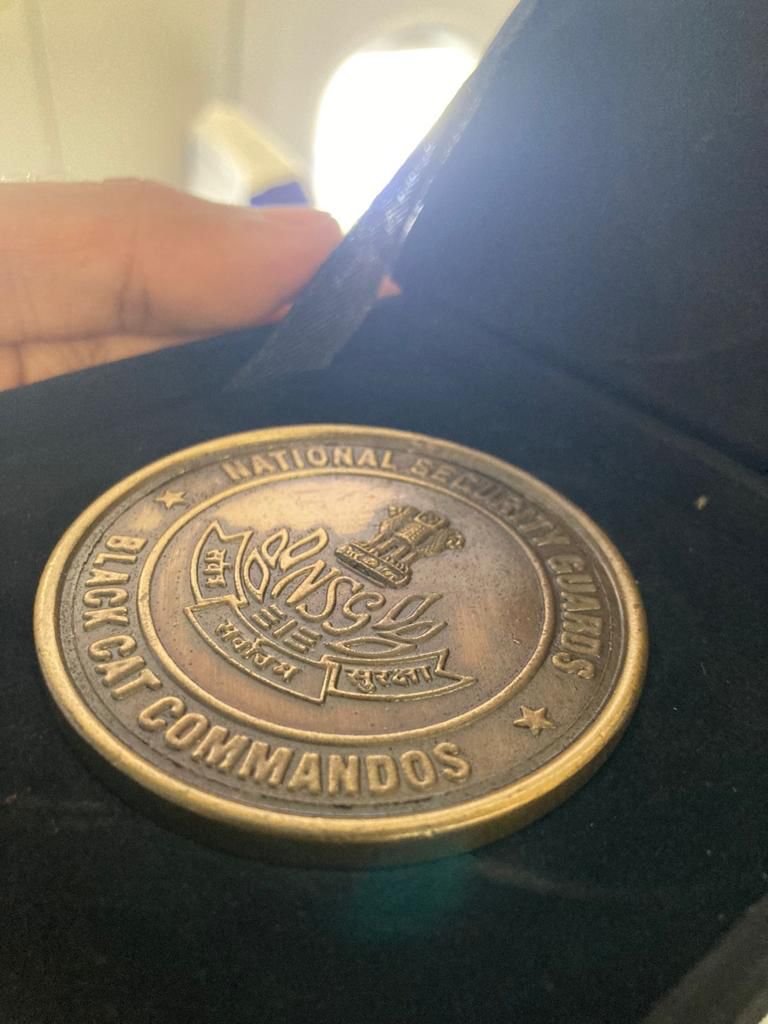 NATIONAL SECURITY GUARDS
BLACK CAT COMMANDOS
NSG
सर्वत्र
सर्वोत्तम
सुरक्षा